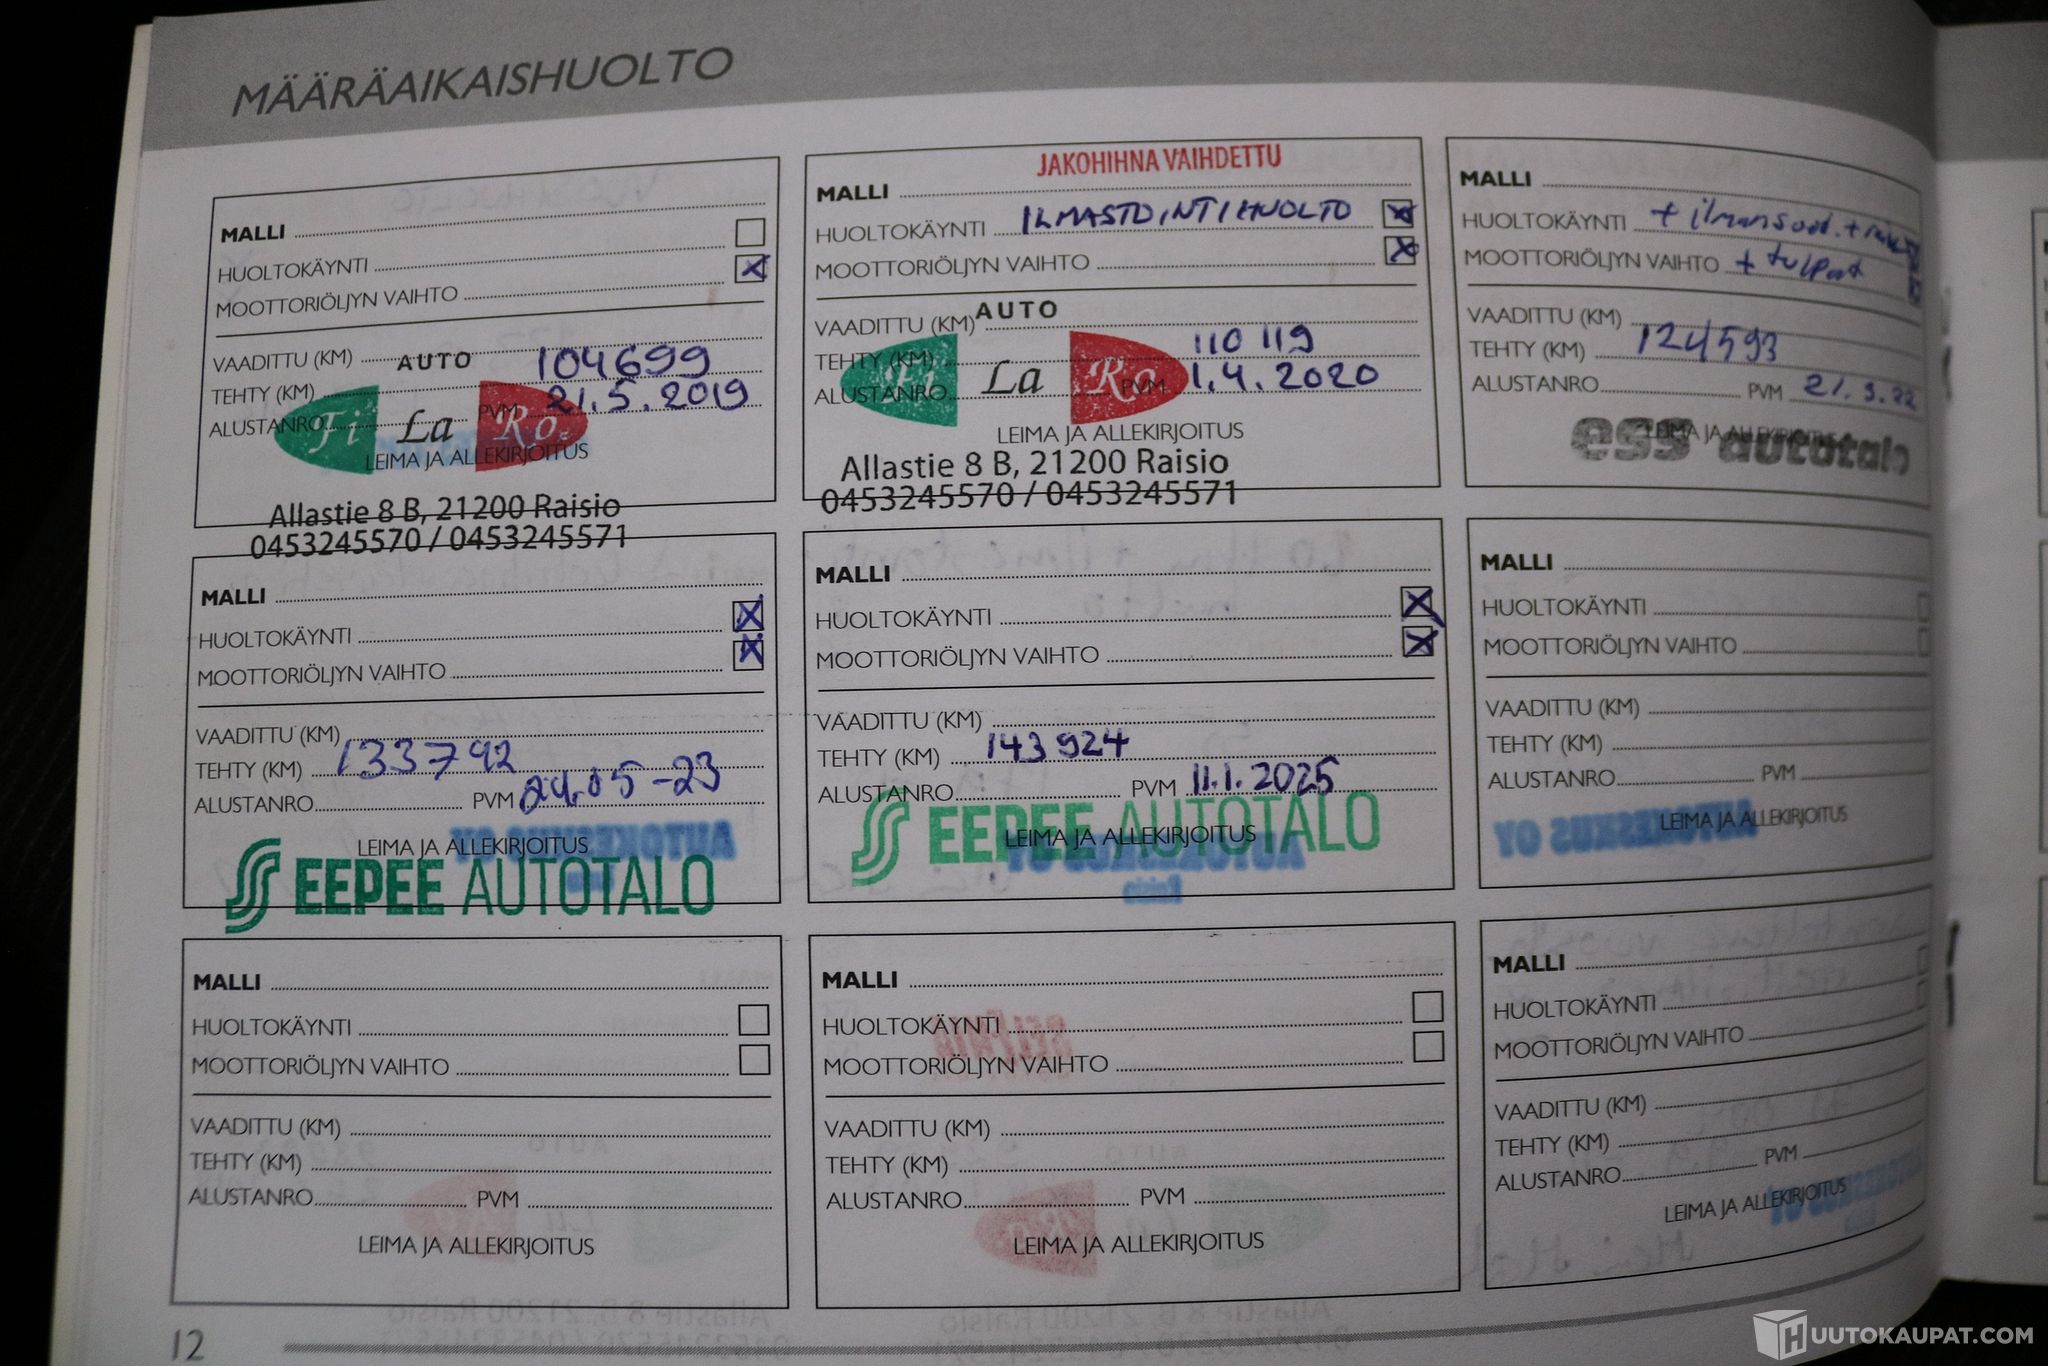 MÄÄRÄAIKAISHUOLTO
MALLI
HUOLTOKÄYNTI
MOOTTORIÖLJYN VAIHTO
VAADITTU (KM)
AUTO
104699
TEHTY (KM)
21.5.2019
ALUSTANRO
PVM
Fi La Ro
LEIMA JA ALLEKIRJOITUS
Allastie 8 B, 21200 Raisio
0453245570 / 0453245571
JAKOHIHNA VAIHDETTU
MALLI
HUOLTOKÄYNTI ILMASTOINTIHUOLTO
MOOTTORIÖLJYN VAIHTO
VAADITTU (KM)
AUTO
TEHTY (KM) 110 119
ALUSTANRO PVM 1.4.2020
Fi La Ro
LEIMA JA ALLEKIRJOITUS
Allastie 8 B, 21200 Raisio
0453245570 / 0453245571
MALLI
HUOLTOKÄYNTI + ilmansuod.
MOOTTORIÖLJYN VAIHTO + tulpat
VAADITTU (KM)
TEHTY (KM) 124593
ALUSTANRO PVM 21.3.22
LEIMA JA ALLEKIRJOITUS
ess autotalo
MALLI
HUOLTOKÄYNTI
MOOTTORIÖLJYN VAIHTO
VAADITTU (KM)
TEHTY (KM) 133792
ALUSTANRO PVM 24.05-23
LEIMA JA ALLEKIRJOITUS
SEEPEE AUTOTALO
MALLI
HUOLTOKÄYNTI
MOOTTORIÖLJYN VAIHTO
VAADITTU (KM)
TEHTY (KM) 143924
ALUSTANRO PVM 11.1.2025
LEIMA JA ALLEKIRJOITUS
SEEPEE AUTOTALO
MALLI
HUOLTOKÄYNTI
MOOTTORIÖLJYN VAIHTO
VAADITTU (KM)
TEHTY (KM)
ALUSTANRO PVM
LEIMA JA ALLEKIRJOITUS
MALLI
HUOLTOKÄYNTI
MOOTTORIÖLJYN VAIHTO
VAADITTU (KM)
TEHTY (KM)
ALUSTANRO PVM
LEIMA JA ALLEKIRJOITUS
MALLI
HUOLTOKÄYNTI
MOOTTORIÖLJYN VAIHTO
VAADITTU (KM)
TEHTY (KM)
ALUSTANRO PVM
LEIMA JA ALLEKIRJOITUS
MALLI
HUOLTOKÄYNTI
MOOTTORIÖLJYN VAIHTO
VAADITTU (KM)
TEHTY (KM)
ALUSTANRO PVM
LEIMA JA ALLEKIRJOITUS
12
HUUTOKAUPAT.COM